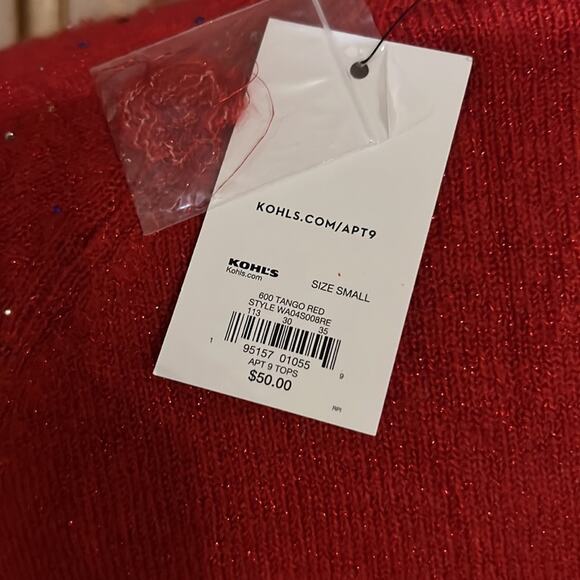 KOHLS.COM/APT9
KOHL'S
Kohls.com
SIZE SMALL
600 TANGO RED
STYLE WA04S008RE
113 30 35
1 95157 01055 9
APT 9 TOPS
$50.00
RPI